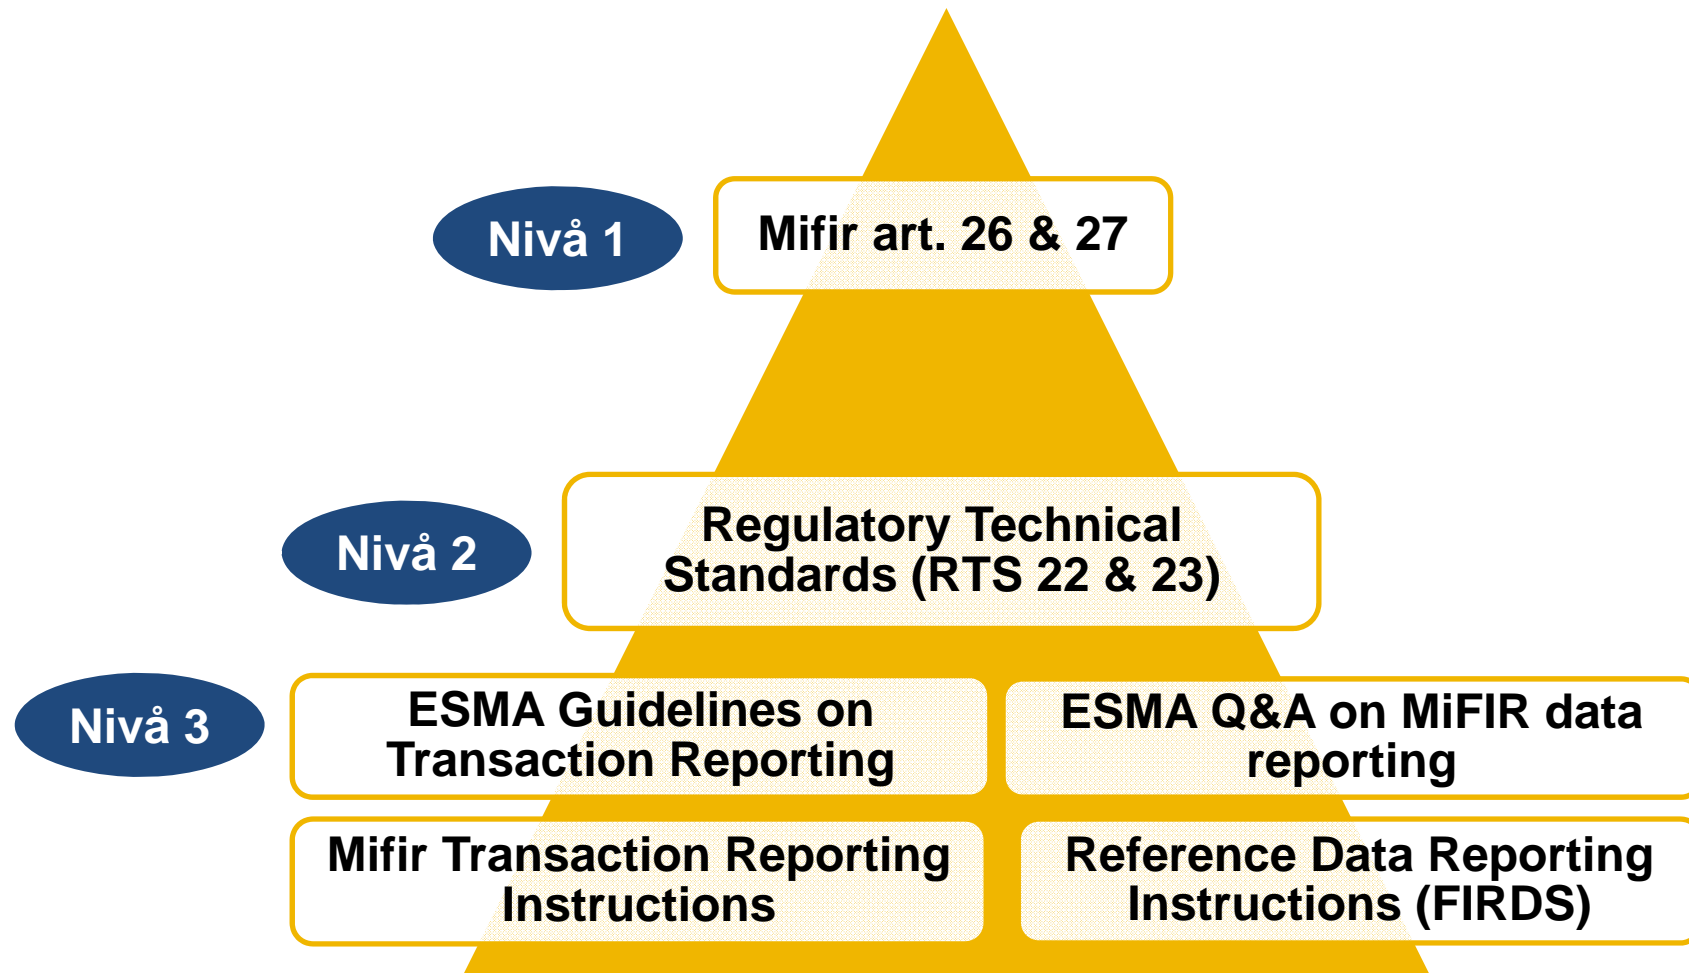 Nivå 1
Mifir art. 26 & 27
Nivå 2
Regulatory Technical
Standards (RTS 22 & 23)
Nivå 3
ESMA Guidelines on
Transaction Reporting
ESMA Q&A on MiFIR data
reporting
Mifir Transaction Reporting
Instructions
Reference Data Reporting
Instructions (FIRDS)